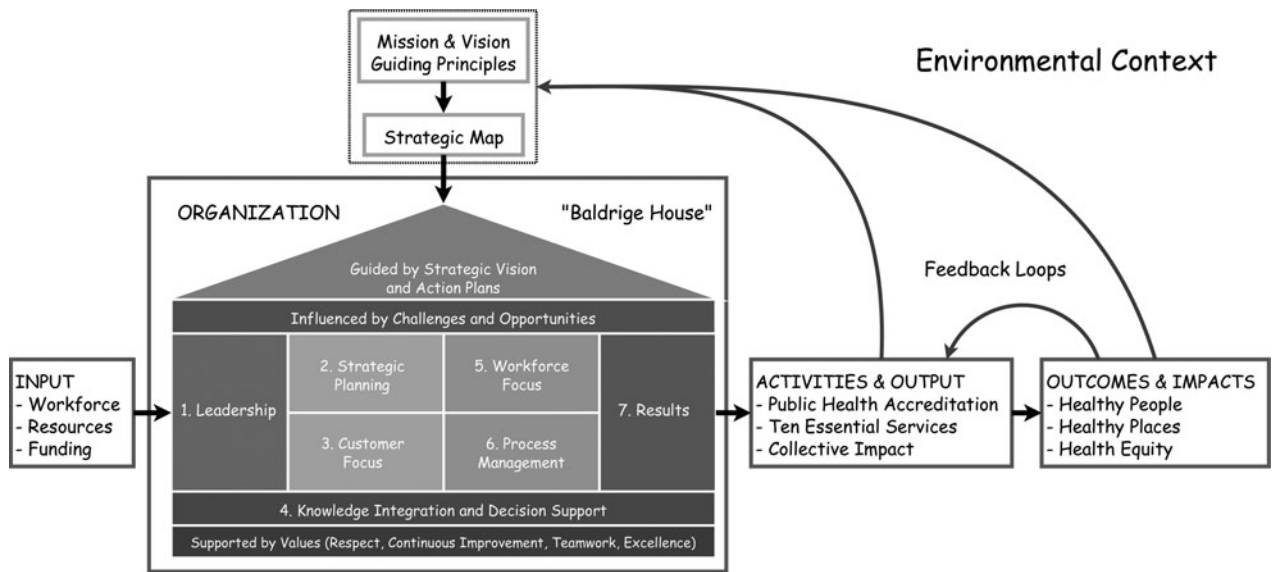 Mission & Vision
Guiding Principles
Environmental Context
Strategic Map
ORGANIZATION
"Baldrige House"
Guided by Strategic Vision
and Action Plans
Influenced by Challenges and Opportunities
INPUT
- Workforce
- Resources
- Funding
1. Leadership
2. Strategic
Planning
5. Workforce
Focus
3. Customer
Focus
6. Process
Management
7. Results
4. Knowledge Integration and Decision Support
Supported by Values (Respect, Continuous Improvement, Teamwork, Excellence)
Feedback Loops
ACTIVITIES & OUTPUT
- Public Health Accreditation
- Ten Essential Services
- Collective Impact
OUTCOMES & IMPACTS
- Healthy People
- Healthy Places
- Health Equity